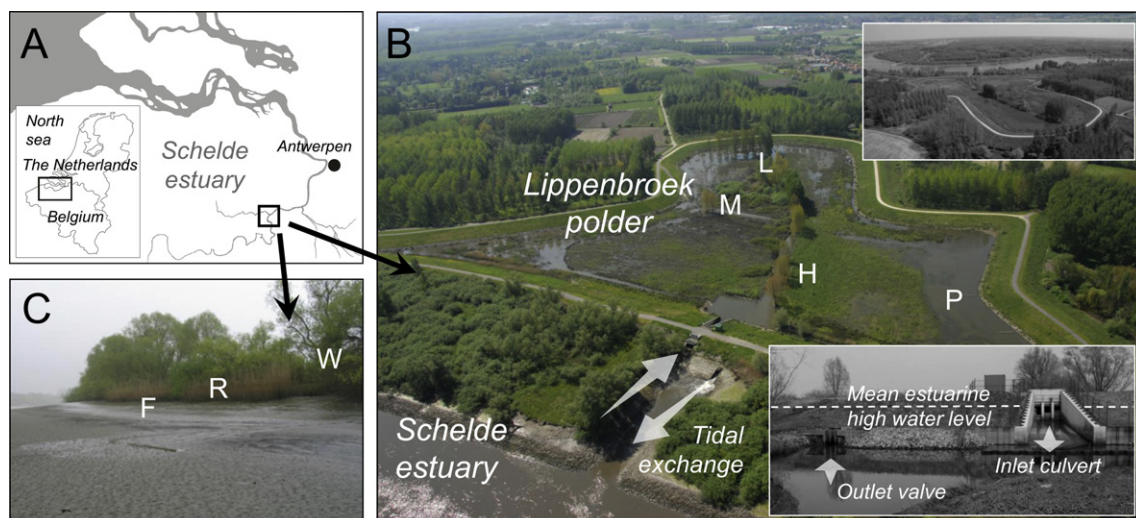 A
North
sea
The Netherlands
Belgium
Schelde
estuary
Antwerpen
B
Lippenbroek
polder
L
M
H
P
Schelde
estuary
Tidal
exchange
Mean estuarine
high water level
Inlet culvert
Outlet valve
C
F
R
W